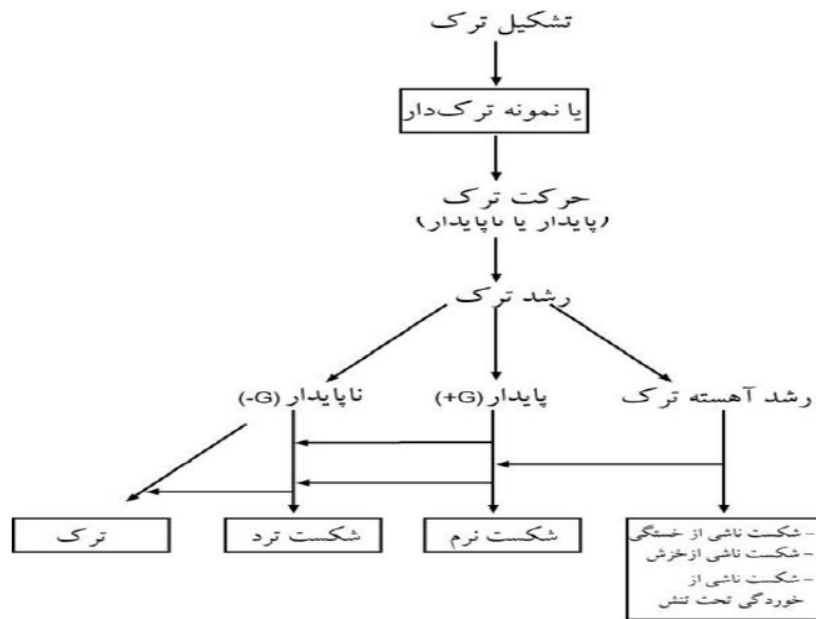 تشکیل ترک
یا نمونه ترک‌دار
حرکت ترک
(پایدار یا ناپایدار)
رشد ترک
رشد آهسته ترک
پایدار (+G)
ناپایدار (-G)
- شکست ناشی از خستگی
- شکست ناشی ازخزش
- شکست ناشی از
خوردگی تحت تنش
شکست نرم
شکست ترد
ترک